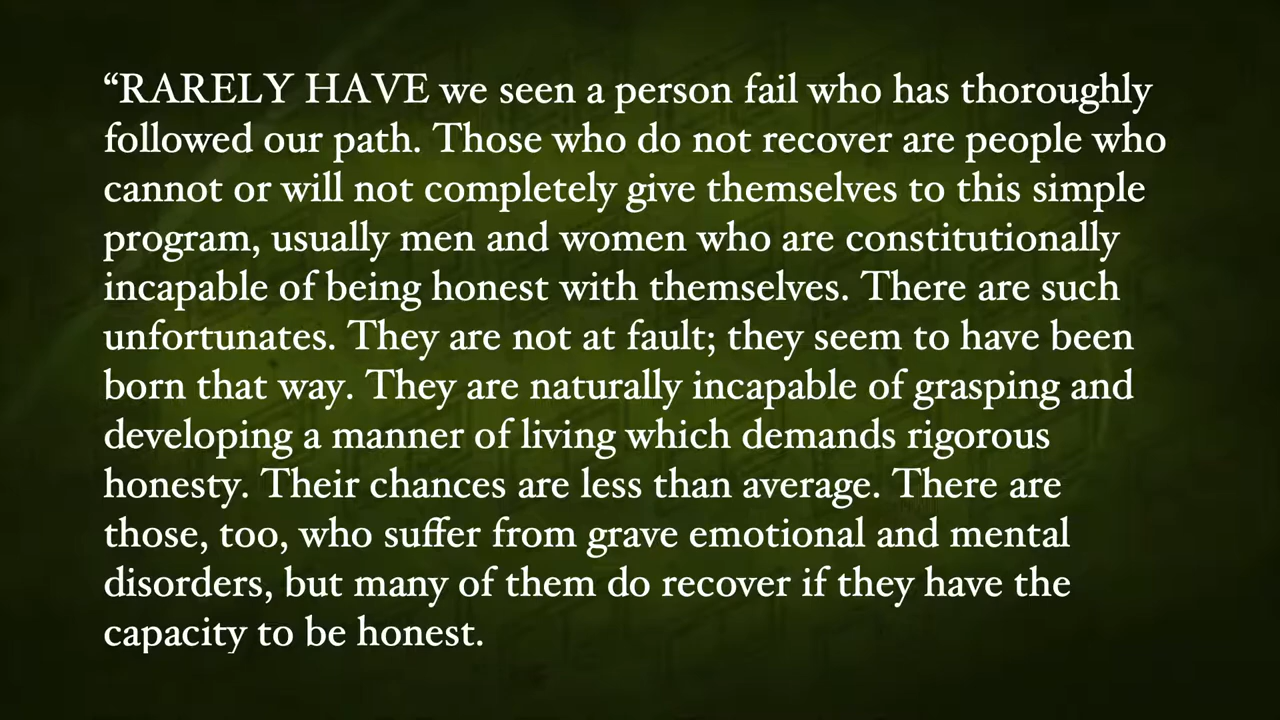 “RARELY HAVE we seen a person fail who has thoroughly
followed our path. Those who do not recover are people who
cannot or will not completely give themselves to this simple
program, usually men and women who are constitutionally
incapable of being honest with themselves. There are such
unfortunates. They are not at fault; they seem to have been
born that way. They are naturally incapable of grasping and
developing a manner of living which demands rigorous
honesty. Their chances are less than average. There are
those, too, who suffer from grave emotional and mental
disorders, but many of them do recover if they have the
capacity to be honest.